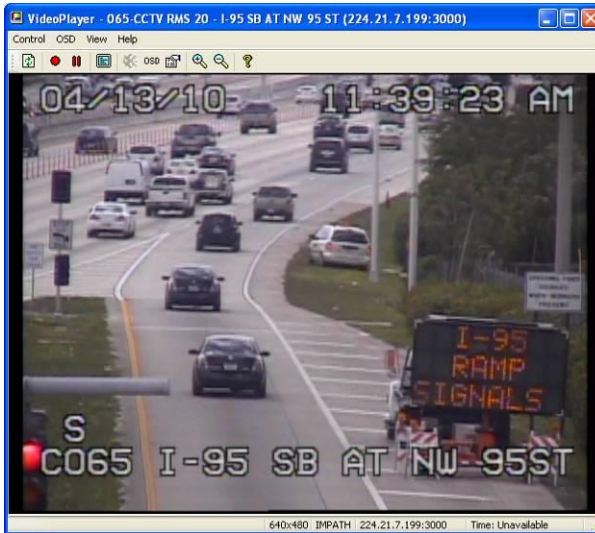 VideoPlayer - 065-CCTV RMS 20 - I-95 SB AT NW 95 ST (224.21.7.199:3000)
Control OSD View Help
OSD
04/13/10 11:39:23 AM
I-95
RAMP
SIGNALS
S
C065 I-95 SB AT NW 95ST
640x480 IMPATH 224.21.7.199:3000 Time: Unavailable